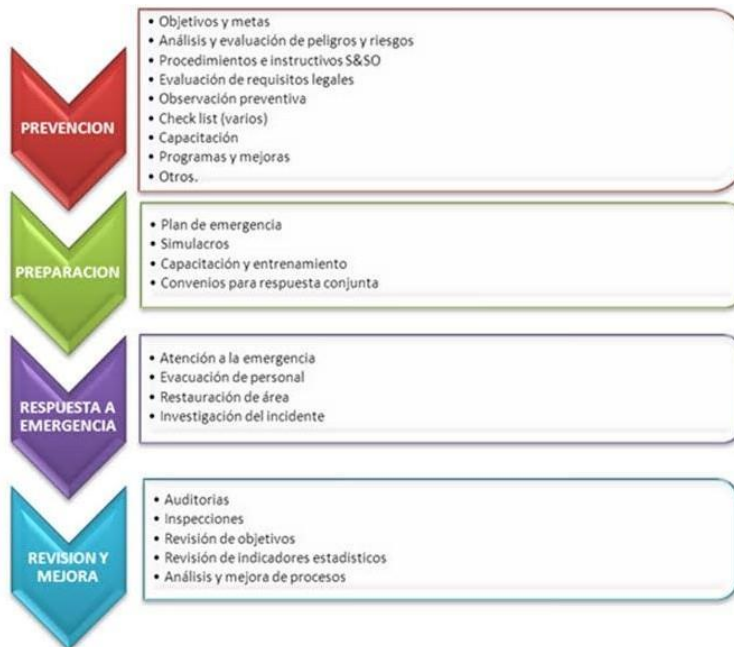 PREVENCION
• Objetivos y metas
• Análisis y evaluación de peligros y riesgos
• Procedimientos e instructivos S&SO
• Evaluación de requisitos legales
• Observación preventiva
• Check list (varios)
• Capacitación
• Programas y mejoras
• Otros.
PREPARACION
• Plan de emergencia
• Simulacros
• Capacitación y entrenamiento
• Convenios para respuesta conjunta
RESPUESTA A
EMERGENCIA
• Atención a la emergencia
• Evacuación de personal
• Restauración de área
• Investigación del incidente
REVISION Y
MEJORA
• Auditorias
• Inspecciones
• Revisión de objetivos
• Revisión de indicadores estadísticos
• Análisis y mejora de procesos